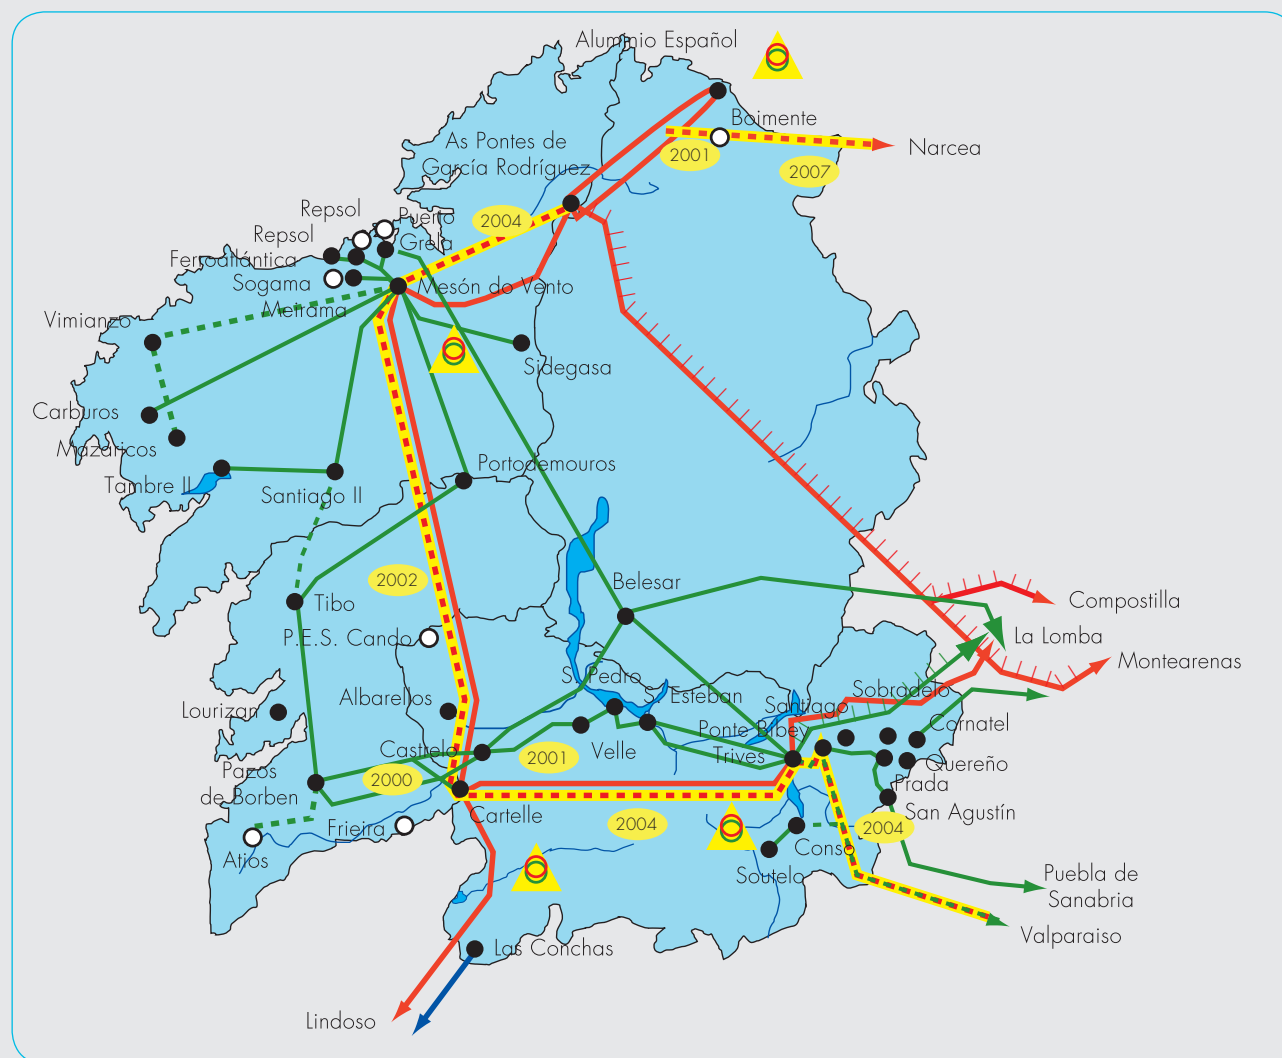 Aluminio Español
Boimente
As Pontes de
García Rodríguez
2001
Narcea
2007
Repsol
Puerto
2004
Repsol
Grela
Ferroatlántica
Sogama
Mesón do Vento
Meirama
Vimianzo
Sidegasa
Carburos
Mazaricos
Portodemouros
Tambre II
Santiago II
2002
Belesar
Tibo
Compostilla
P.E.S. Cando
La Lomba
Montearenas
S. Pedro
Albarellos
S. Esteban
Sobradelo
Lourizan
Santiago
Cornatel
Ponte Bibey
Castrelo
Velle
2001
Trives
Quereño
Pazos
de Borben
2000
Prada
San Agustín
Cartelle
Frieira
2004
2004
Conso
Atios
Soutelo
Puebla de
Sanabria
Valparaiso
Las Conchas
Lindoso